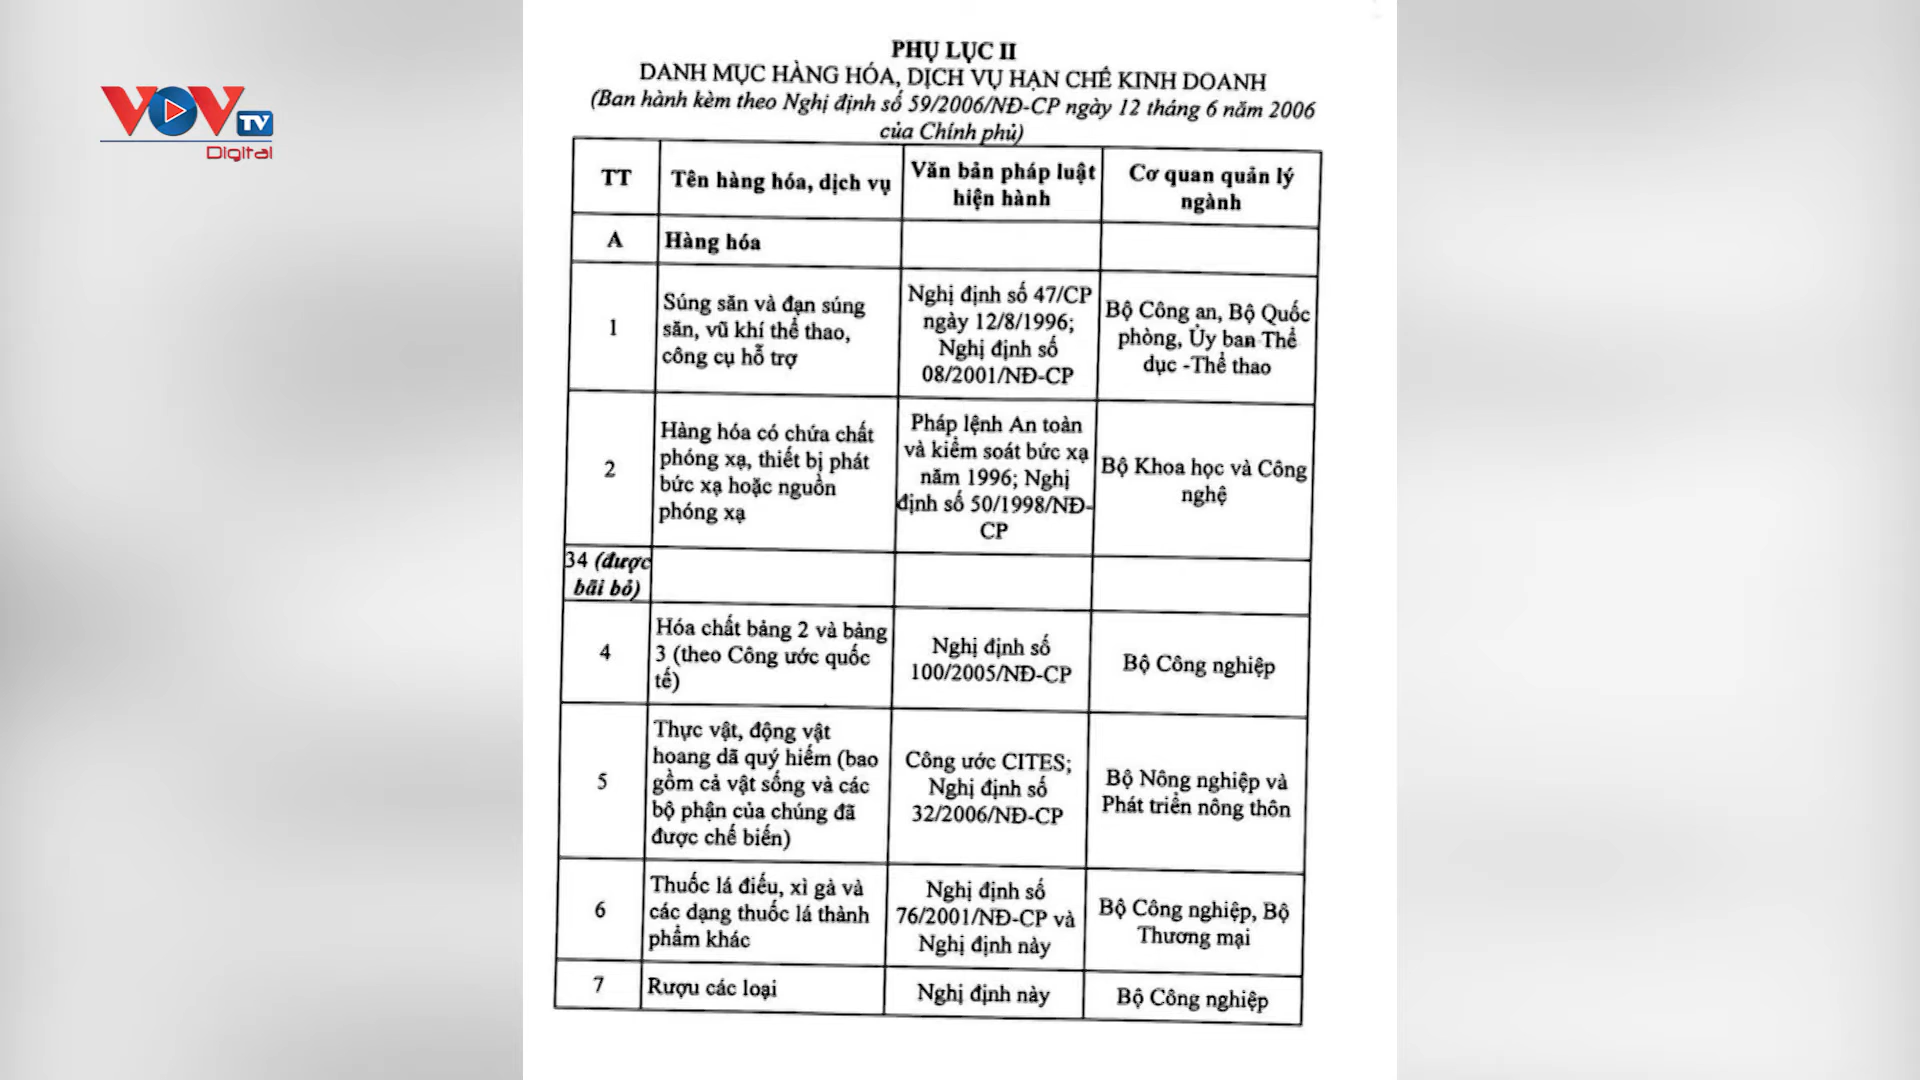 VOV TV
Digital
PHỤ LỤC II
DANH MỤC HÀNG HÓA, DỊCH VỤ HẠN CHẾ KINH DOANH
(Ban hành kèm theo Nghị định số 59/2006/NĐ-CP ngày 12 tháng 6 năm 2006
của Chính phủ)
TT
Tên hàng hóa, dịch vụ
Văn bản pháp luật
hiện hành
Cơ quan quản lý
ngành
A
Hàng hóa
1
Súng săn và đạn súng
săn, vũ khí thể thao,
công cụ hỗ trợ
Nghị định số 47/CP
ngày 12/8/1996;
Nghị định số
08/2001/NĐ-CP
Bộ Công an, Bộ Quốc
phòng, Ủy ban Thể
dục -Thể thao
2
Hàng hóa có chứa chất
phóng xạ, thiết bị phát
bức xạ hoặc nguồn
phóng xạ
Pháp lệnh An toàn
và kiểm soát bức xạ
năm 1996; Nghị
định số 50/1998/NĐ-
CP
Bộ Khoa học và Công
nghệ
34 (được
bãi bỏ)
4
Hóa chất bảng 2 và bảng
3 (theo Công ước quốc
tế)
Nghị định số
100/2005/NĐ-CP
Bộ Công nghiệp
5
Thực vật, động vật
hoang dã quý hiếm (bao
gồm cả vật sống và các
bộ phận của chúng đã
được chế biến)
Công ước CITES;
Nghị định số
32/2006/NĐ-CP
Bộ Nông nghiệp và
Phát triển nông thôn
6
Thuốc lá điếu, xì gà và
các dạng thuốc lá thành
phẩm khác
Nghị định số
76/2001/NĐ-CP và
Nghị định này
Bộ Công nghiệp, Bộ
Thương mại
7
Rượu các loại
Nghị định này
Bộ Công nghiệp